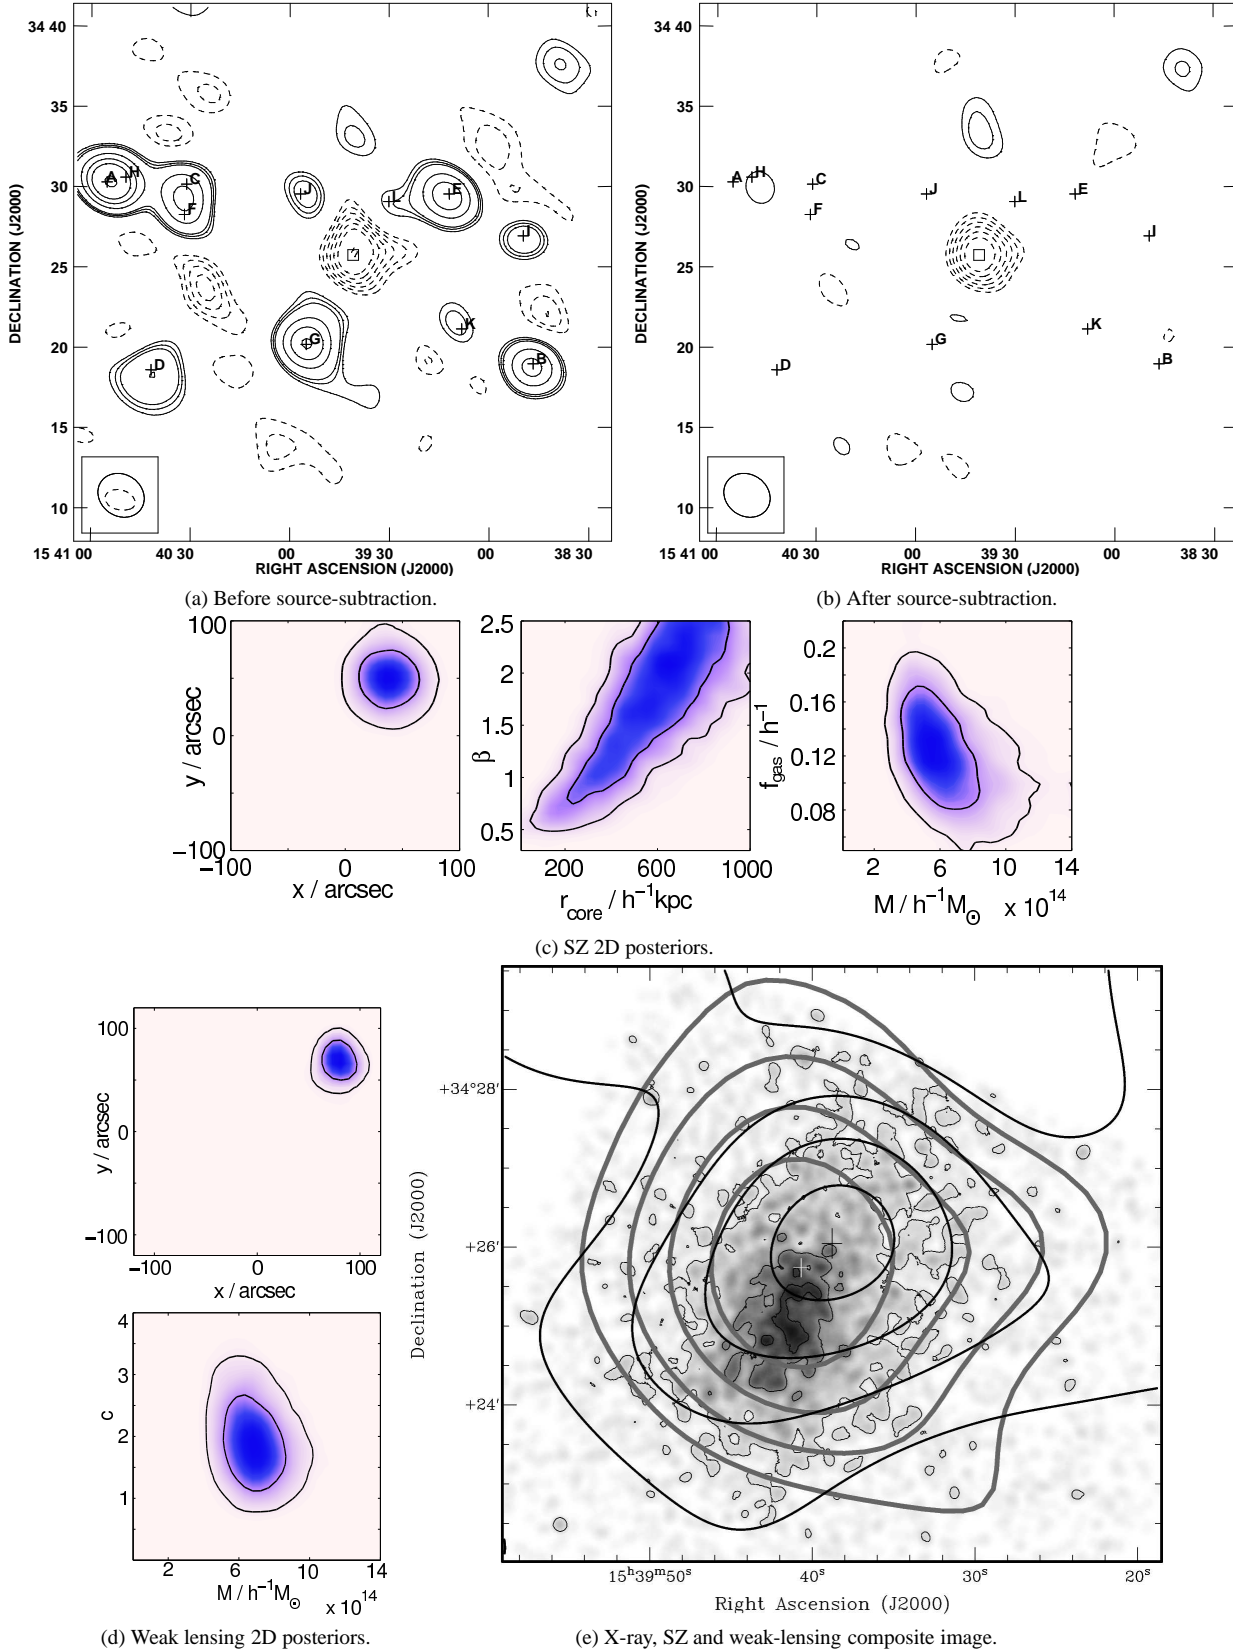 34 40
35
30
25
20
15
10
DECLINATION (J2000)
A
H
C
F
J
L
E
I
G
K
D
B
15 41 00
40 30
00
39 30
00
38 30
RIGHT ASCENSION (J2000)
(a) Before source-subtraction.
34 40
35
30
25
20
15
10
DECLINATION (J2000)
A
H
C
F
J
L
E
I
G
K
D
B
15 41 00
40 30
00
39 30
00
38 30
RIGHT ASCENSION (J2000)
(b) After source-subtraction.
100
0
−100
y / arcsec
−100
0
100
x / arcsec
2.5
2
1.5
1
0.5
β
200
600
1000
r_core / h⁻¹kpc
0.2
0.16
0.12
0.08
f_gas / h⁻¹
2
6
10
14
M / h⁻¹M⊙ x 10¹⁴
(c) SZ 2D posteriors.
100
0
−100
y / arcsec
−100
0
100
x / arcsec
4
3
2
1
c
2
6
10
14
M / h⁻¹M⊙ x 10¹⁴
(d) Weak lensing 2D posteriors.
+34°28′
+26′
+24′
Declination (J2000)
15ʰ39ᵐ50ˢ
40ˢ
30ˢ
20ˢ
Right Ascension (J2000)
(e) X-ray, SZ and weak-lensing composite image.